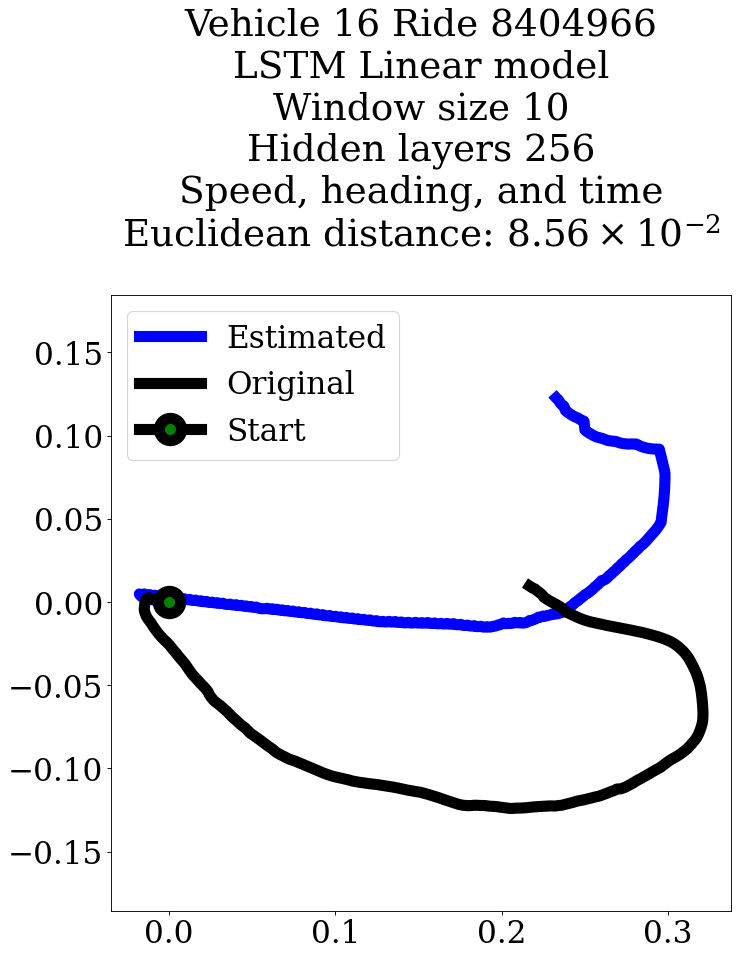 Vehicle 16 Ride 8404966
LSTM Linear model
Window size 10
Hidden layers 256
Speed, heading, and time
Euclidean distance: 8.56 × 10⁻²
Estimated
Original
Start
0.15
0.10
0.05
0.00
−0.05
−0.10
−0.15
0.0 0.1 0.2 0.3